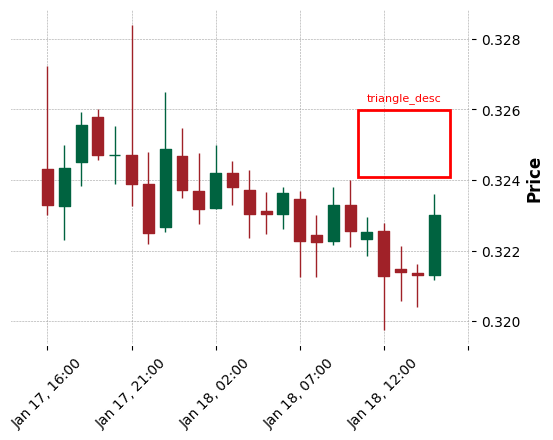 0.328
triangle_desc
0.326
0.324
0.322
0.320
Price
Jan 17, 16:00
Jan 17, 21:00
Jan 18, 02:00
Jan 18, 07:00
Jan 18, 12:00